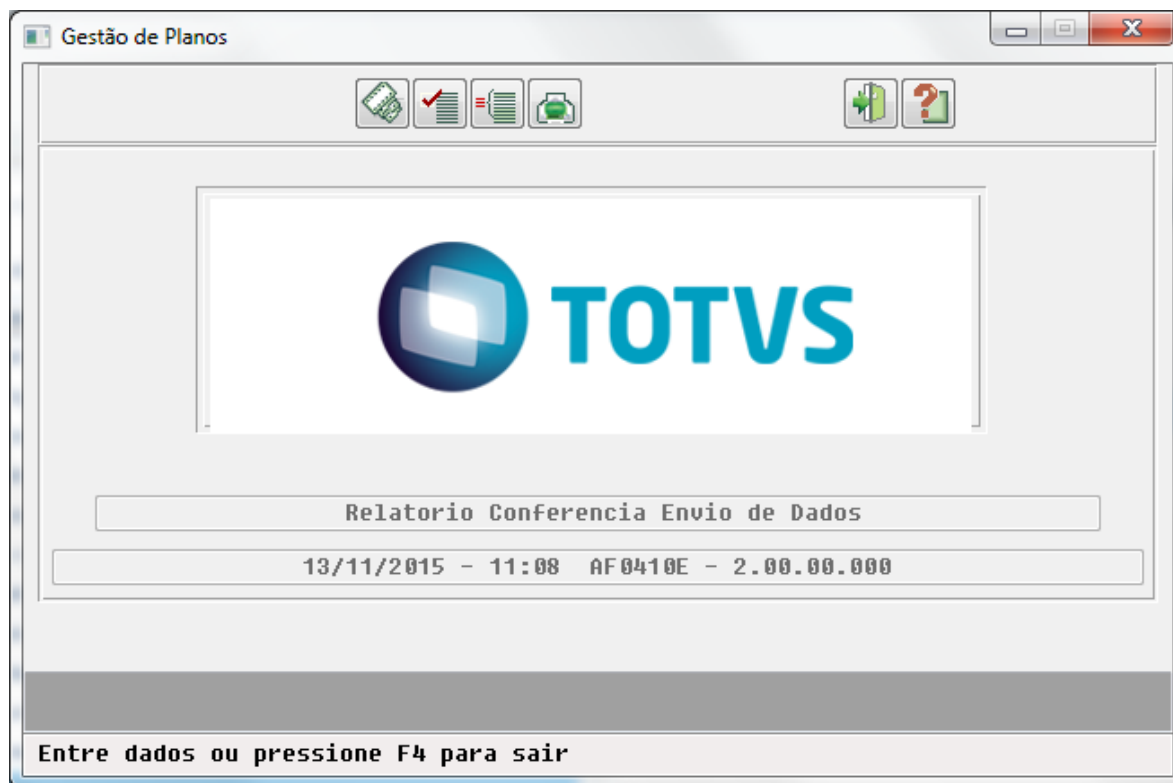 Gestão de Planos
TOTVS
Relatorio Conferencia Envio de Dados
13/11/2015 - 11:08 AF0410E - 2.00.00.000
Entre dados ou pressione F4 para sair